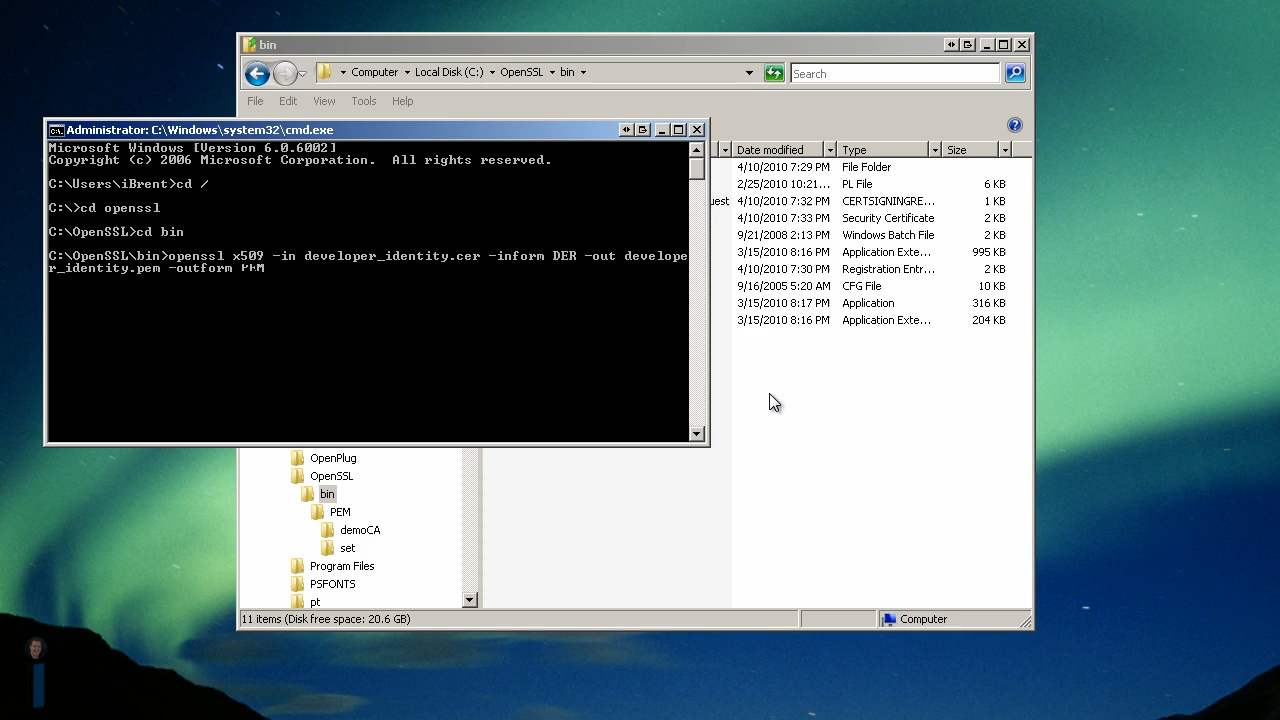 bin
Computer Local Disk (C:) OpenSSL bin
Search
File Edit View Tools Help
Administrator: C:\Windows\system32\cmd.exe
Microsoft Windows [Version 6.0.6002]
Copyright (c) 2006 Microsoft Corporation. All rights reserved.
C:\Users\iBrent>cd /
C:\>cd openssl
C:\OpenSSL>cd bin
C:\OpenSSL\bin>openssl x509 -in developer_identity.cer -inform DER -out develope
r_identity.pem -outform PEM
Date modified Type Size
4/10/2010 7:29 PM File Folder
2/25/2010 10:21... PL File 6 KB
uest 4/10/2010 7:32 PM CERTSIGNINGRE... 1 KB
4/10/2010 7:33 PM Security Certificate 2 KB
9/21/2008 2:13 PM Windows Batch File 2 KB
3/15/2010 8:16 PM Application Exte... 995 KB
4/10/2010 7:30 PM Registration Entr... 2 KB
9/16/2005 5:20 AM CFG File 10 KB
3/15/2010 8:17 PM Application 316 KB
3/15/2010 8:16 PM Application Exte... 204 KB
OpenPlug
OpenSSL
bin
PEM
demoCA
set
Program Files
PSFONTS
pt
11 items (Disk free space: 20.6 GB)
Computer